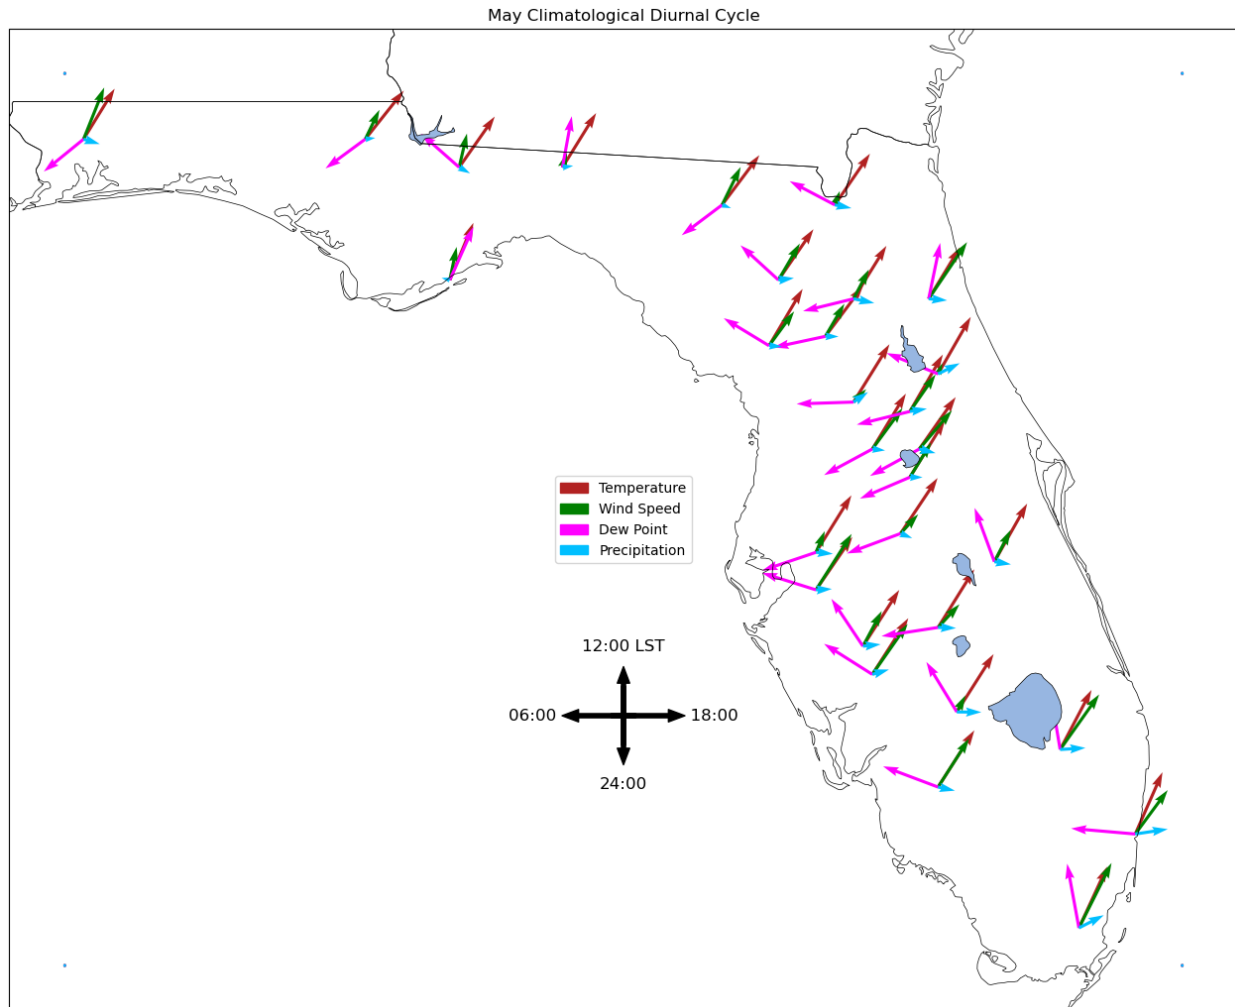 May Climatological Diurnal Cycle
Temperature
Wind Speed
Dew Point
Precipitation
12:00 LST
06:00
18:00
24:00